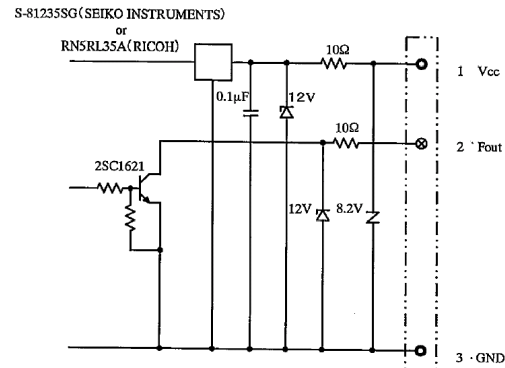 S-81235SG(SEIKO INSTRUMENTS)
or
RN5RL35A(RICOH)
10Ω
1 Vcc
0.1μF
12V
10Ω
2 Fout
2SC1621
12V
8.2V
3 · GND